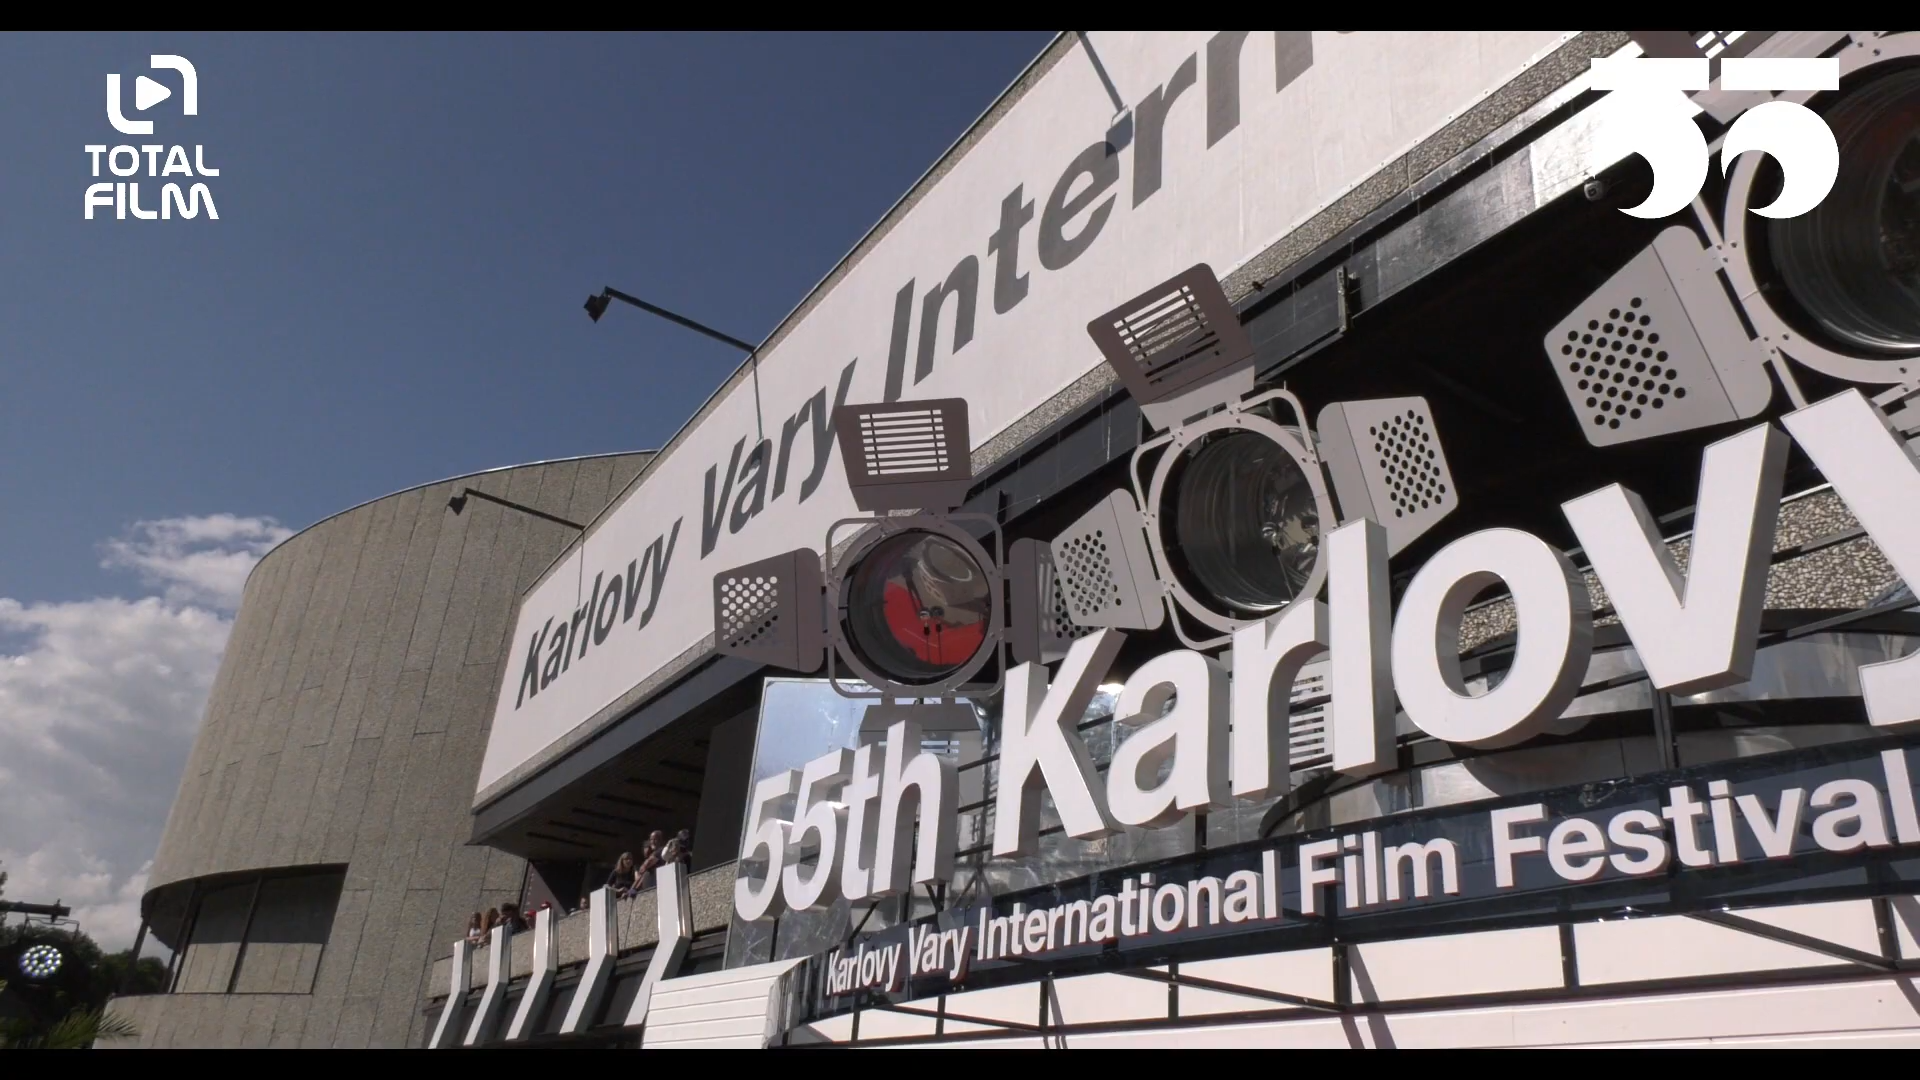 TOTAL
FILM
55
Karlovy Vary Intern
55th Karlovy
Karlovy Vary International Film Festival